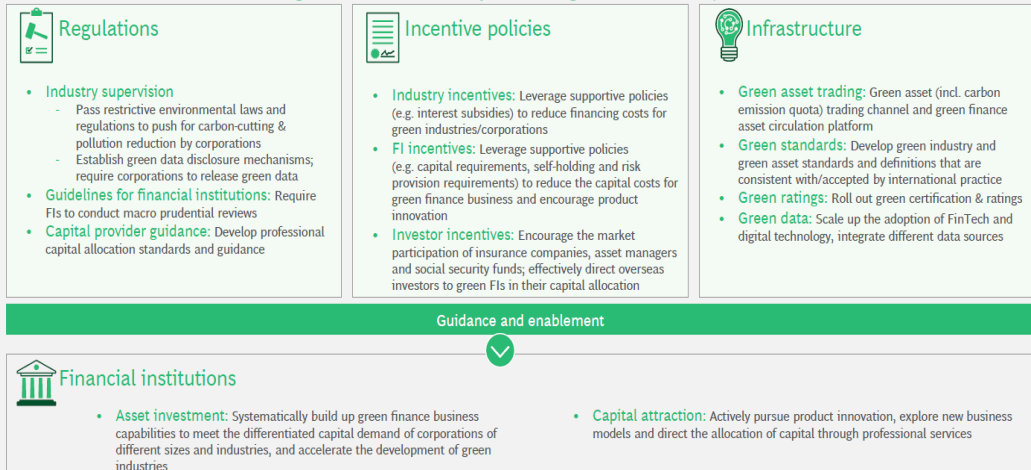 Regulations
• Industry supervision
- Pass restrictive environmental laws and
regulations to push for carbon-cutting &
pollution reduction by corporations
- Establish green data disclosure mechanisms;
require corporations to release green data
• Guidelines for financial institutions: Require
FIs to conduct macro prudential reviews
• Capital provider guidance: Develop professional
capital allocation standards and guidance
Incentive policies
• Industry incentives: Leverage supportive policies
(e.g. interest subsidies) to reduce financing costs for
green industries/corporations
• FI incentives: Leverage supportive policies
(e.g. capital requirements, self-holding and risk
provision requirements) to reduce the capital costs for
green finance business and encourage product
innovation
• Investor incentives: Encourage the market
participation of insurance companies, asset managers
and social security funds; effectively direct overseas
investors to green FIs in their capital allocation
Infrastructure
• Green asset trading: Green asset (incl. carbon
emission quota) trading channel and green finance
asset circulation platform
• Green standards: Develop green industry and
green asset standards and definitions that are
consistent with/accepted by international practice
• Green ratings: Roll out green certification & ratings
• Green data: Scale up the adoption of FinTech and
digital technology, integrate different data sources
Guidance and enablement
Financial institutions
• Asset investment: Systematically build up green finance business
capabilities to meet the differentiated capital demand of corporations of
different sizes and industries, and accelerate the development of green
industries
• Capital attraction: Actively pursue product innovation, explore new business
models and direct the allocation of capital through professional services